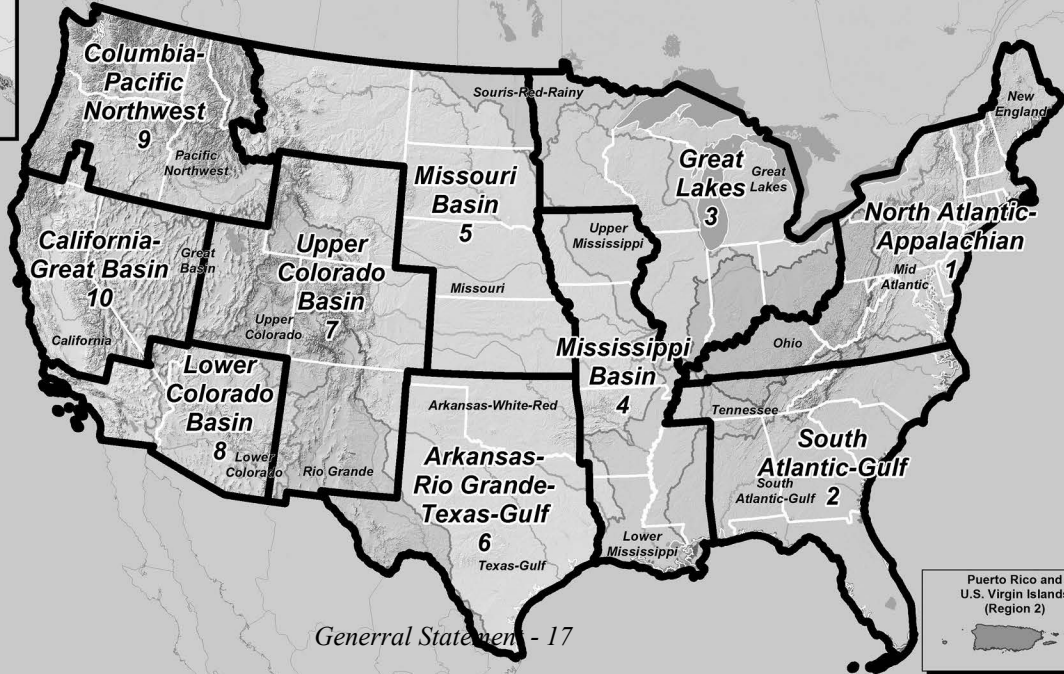 Columbia-
Pacific
Northwest
9
Pacific
Northwest
Souris-Red-Rainy
Missouri
Basin
5
Missouri
Great
Lakes
3
Great
Lakes
Upper
Mississippi
New
England
North Atlantic-
Appalachian
1
Mid
Atlantic
California-
Great Basin
10
California
Great
Basin
Upper
Colorado
Basin
7
Upper
Colorado
Lower
Colorado
Basin
8
Lower
Colorado
Rio Grande
Arkansas-White-Red
Arkansas-
Rio Grande-
Texas-Gulf
6
Texas-Gulf
Mississippi
Basin
4
Lower
Mississippi
Ohio
Tennessee
South
Atlantic-Gulf
2
South
Atlantic-Gulf
Puerto Rico and
U.S. Virgin Islands
(Region 2)
Generral Statement - 17